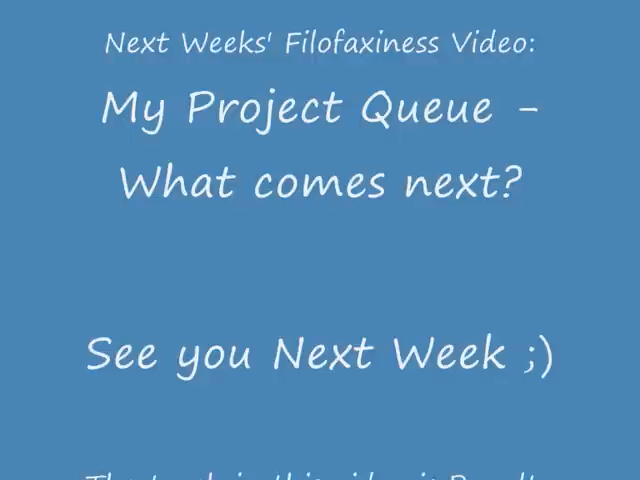 Next Weeks' Filofaxiness Video:
My Project Queue -
What comes next?
See you Next Week ;)